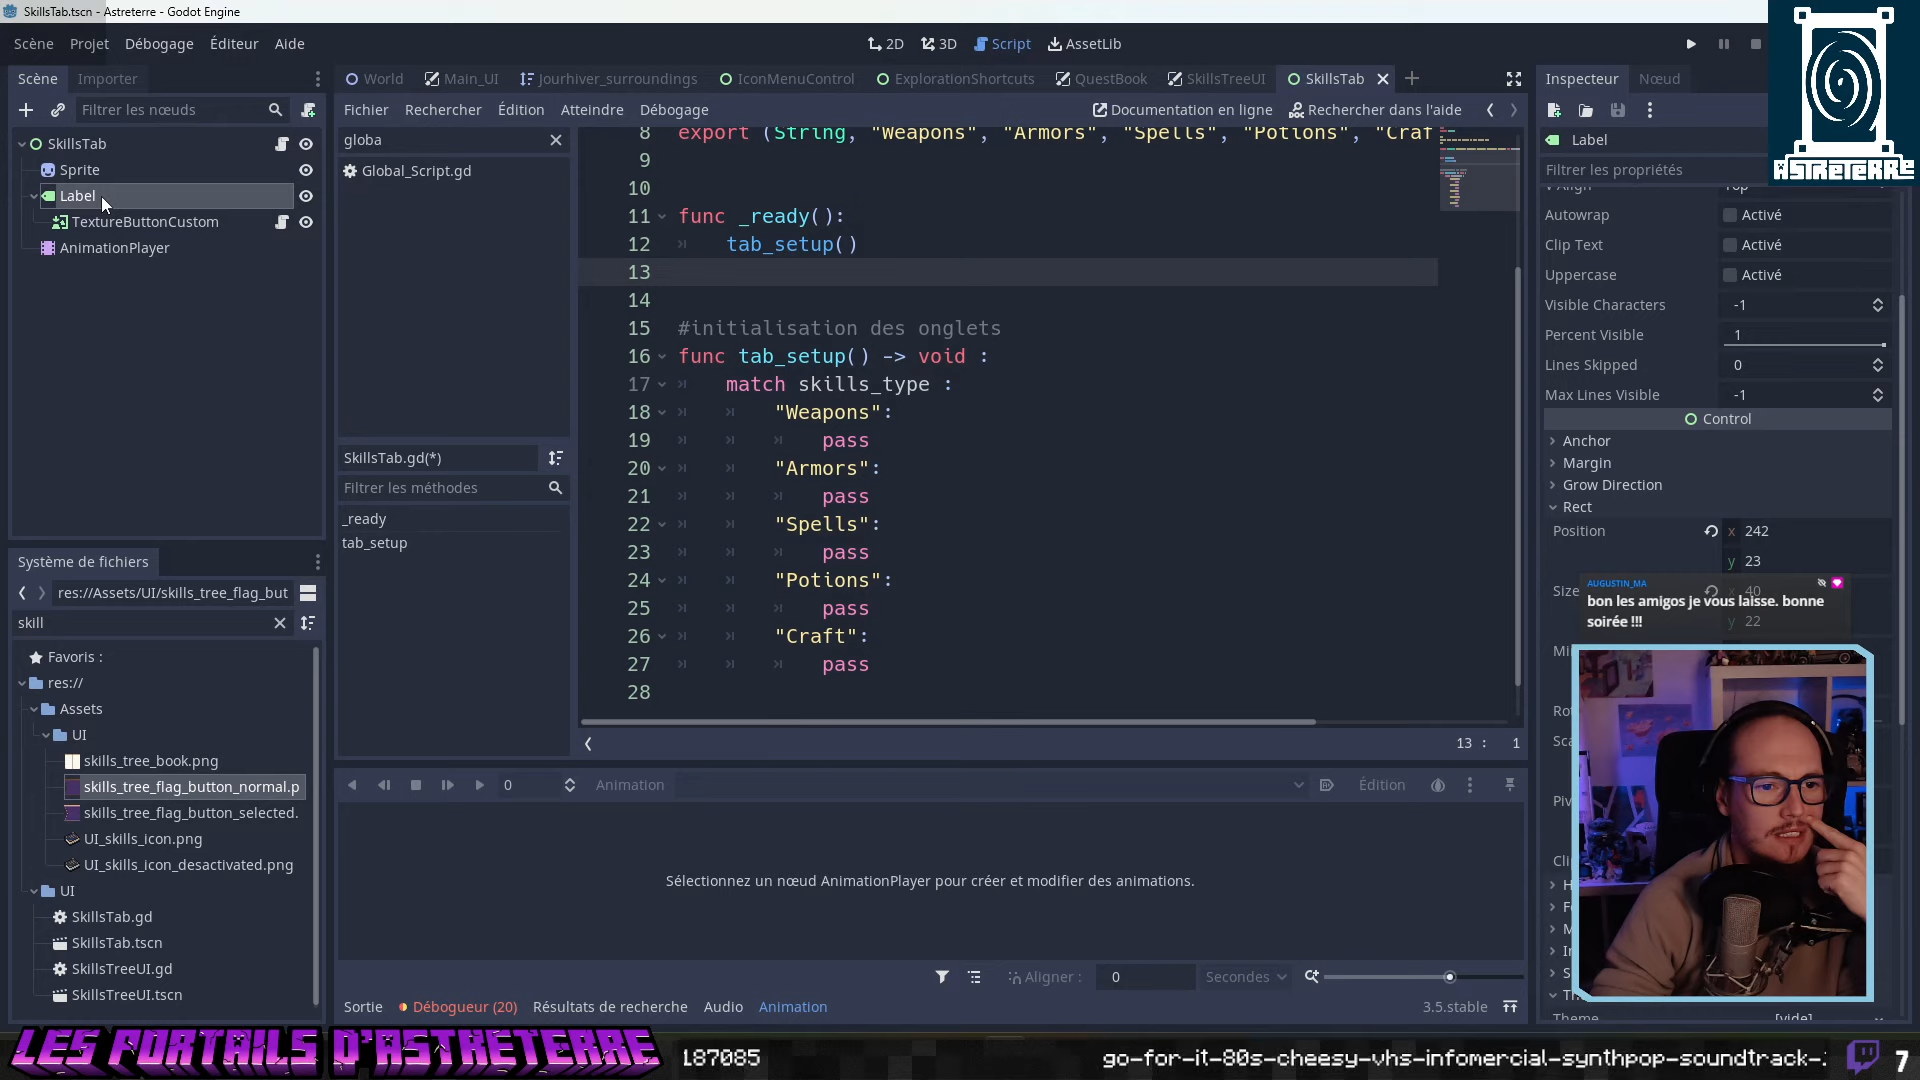 SkillsTab.tscn - Astreterre - Godot Engine
Scène Projet Débogage Éditeur Aide
2D 3D Script AssetLib
Scène Importer
World Main_UI Jourhiver_surroundings IconMenuControl ExplorationShortcuts QuestBook SkillsTreeUI SkillsTab
Inspecteur Nœud
Filtrer les nœuds
Fichier Rechercher Édition Atteindre Débogage
Documentation en ligne Rechercher dans l'aide
SkillsTab
Sprite
Label
TextureButtonCustom
AnimationPlayer
globa
Global_Script.gd
SkillsTab.gd(*)
Filtrer les méthodes
_ready
tab_setup
8 export (String, "Weapons", "Armors", "Spells", "Potions", "Craf
9
10
11 func _ready():
12 tab_setup()
13
14
15 #initialisation des onglets
16 func tab_setup() -> void :
17 match skills_type :
18 "Weapons":
19 pass
20 "Armors":
21 pass
22 "Spells":
23 pass
24 "Potions":
25 pass
26 "Craft":
27 pass
28
13 : 1
Label
Filtrer les propriétés
Autowrap Activé
Clip Text Activé
Uppercase Activé
Visible Characters -1
Percent Visible 1
Lines Skipped 0
Max Lines Visible -1
Control
Anchor
Margin
Grow Direction
Rect
Position x 242
y 23
40
y 22
AUGUSTIN_MA
bon les amigos je vous laisse. bonne
soirée !!!
[vide]
ASTRETERRE
Système de fichiers
res://Assets/UI/skills_tree_flag_but
skill
Favoris :
res://
Assets
UI
skills_tree_book.png
skills_tree_flag_button_normal.p
skills_tree_flag_button_selected.
UI_skills_icon.png
UI_skills_icon_desactivated.png
UI
SkillsTab.gd
SkillsTab.tscn
SkillsTreeUI.gd
SkillsTreeUI.tscn
0 Animation Édition
Sélectionnez un nœud AnimationPlayer pour créer et modifier des animations.
Aligner : 0 Secondes
Sortie Débogueur (20) Résultats de recherche Audio Animation
3.5.stable
LES PORTAILS D'ASTRETERRE
187085
go-for-it-80s-cheesy-vhs-infomercial-synthpop-soundtrack-
7